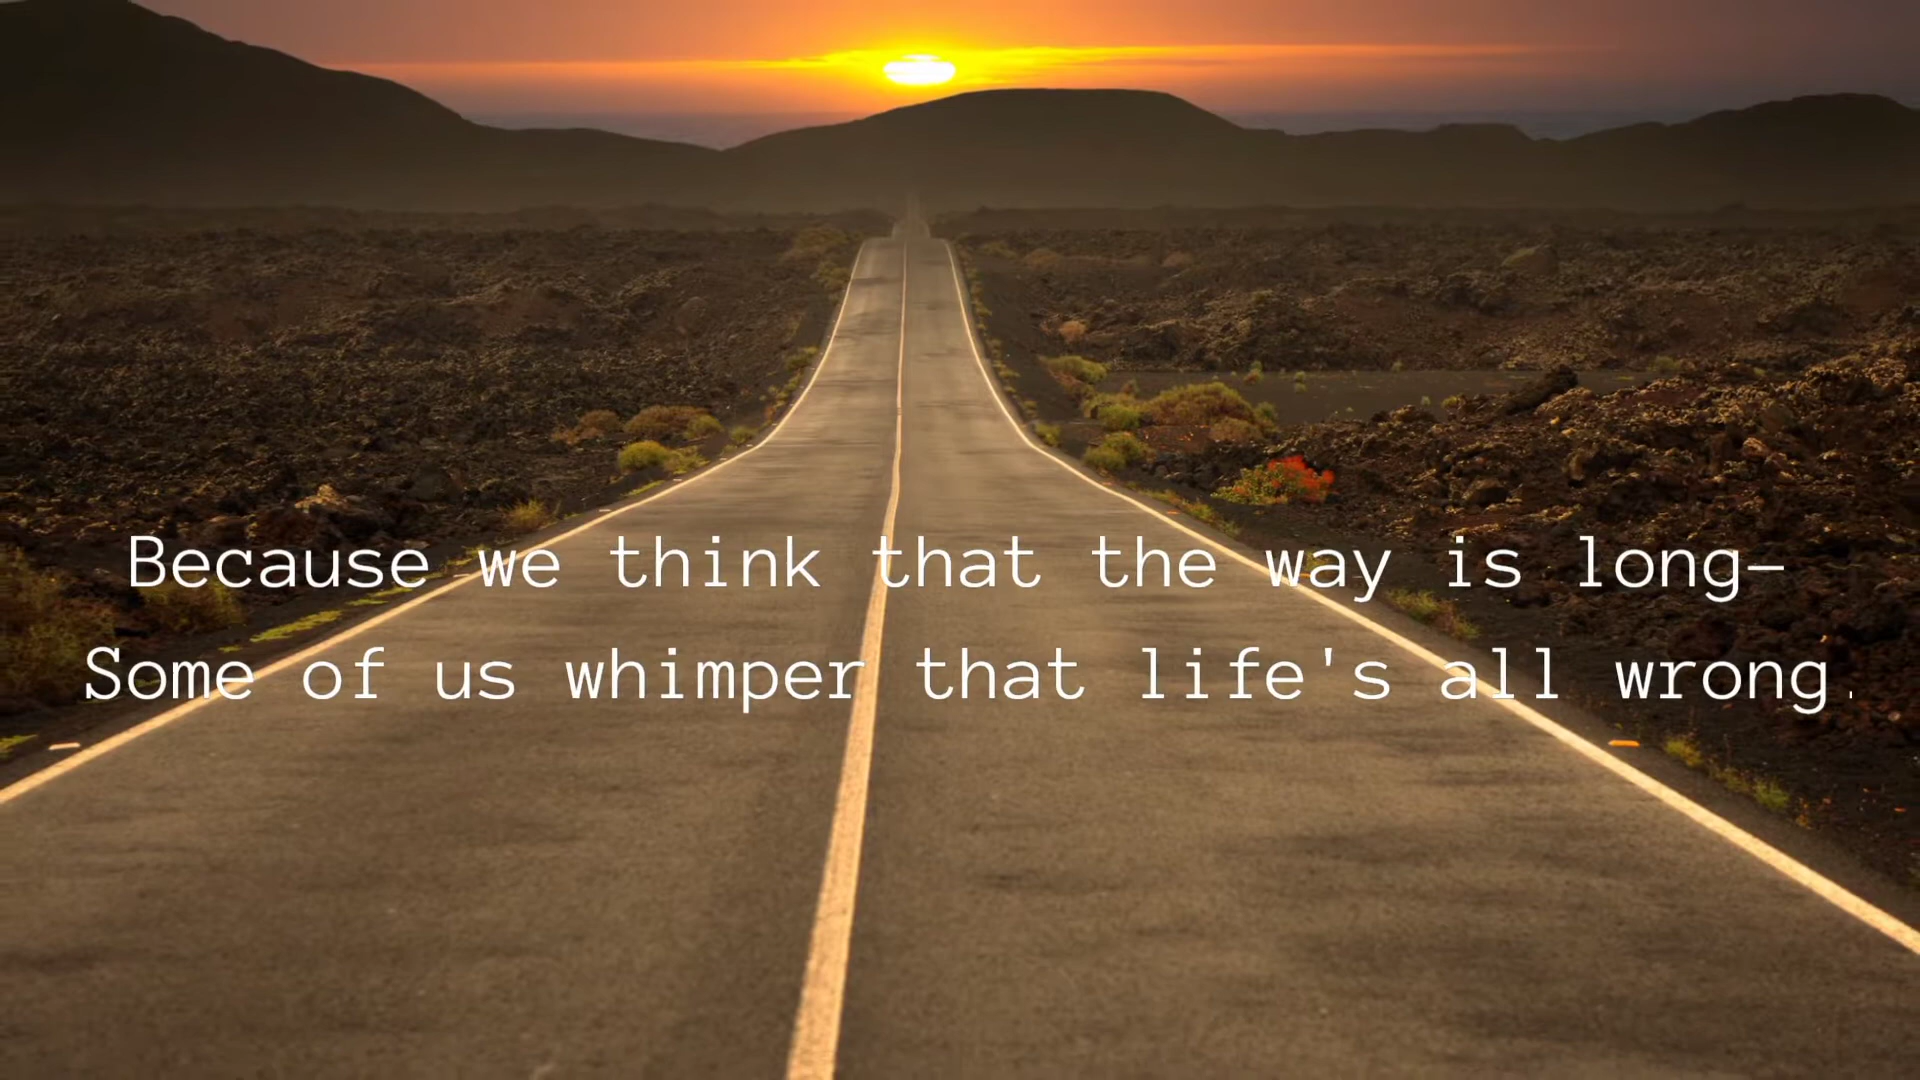 Because we think that the way is long—
Some of us whimper that life's all wrong.